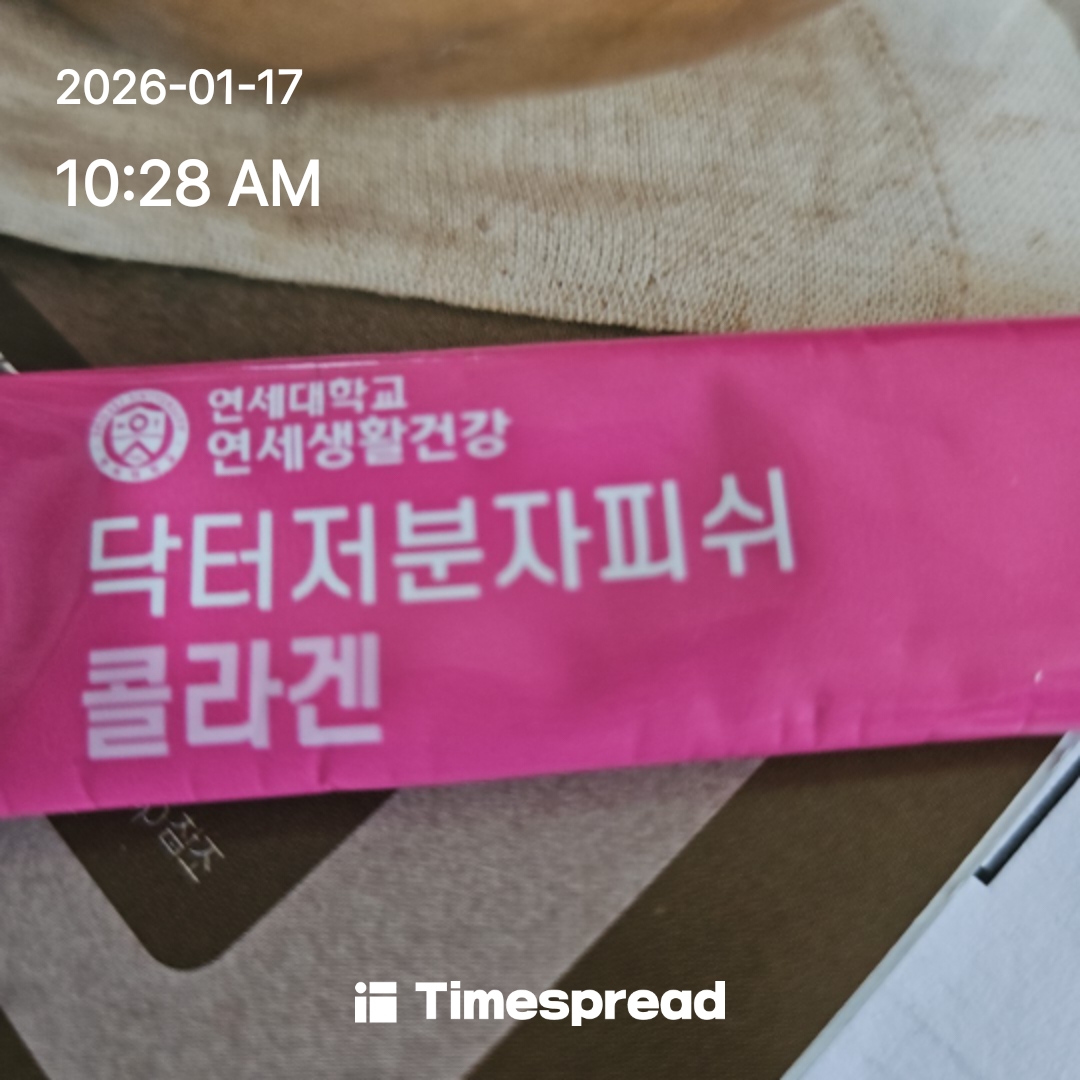 2026-01-17
10:28 AM
연세대학교
연세생활건강
닥터저분자피쉬
콜라겐
Timespread